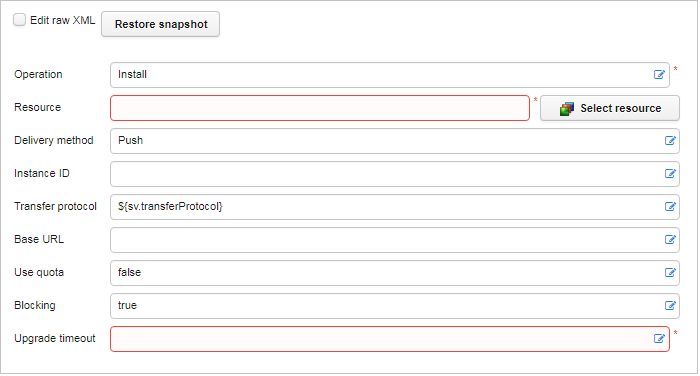 Edit raw XML Restore snapshot
Operation Install *
Resource * Select resource
Delivery method Push
Instance ID
Transfer protocol ${sv.transferProtocol}
Base URL
Use quota false
Blocking true
Upgrade timeout *